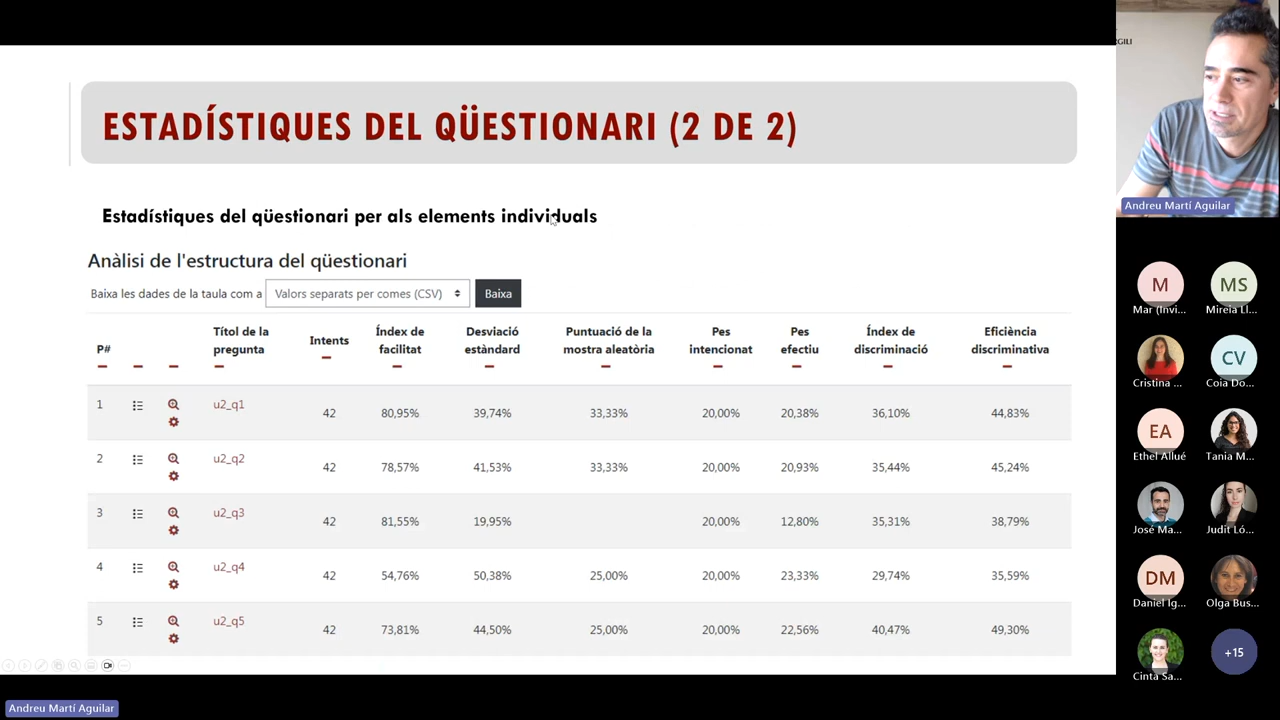 ESTADÍSTIQUES DEL QÜESTIONARI (2 DE 2)
Estadístiques del qüestionari per als elements individuals
Anàlisi de l'estructura del qüestionari
Baixa les dades de la taula com a Valors separats per comes (CSV) Baixa
P# Títol de la pregunta Intents Índex de facilitat Desviació estàndard Puntuació de la mostra aleatòria Pes intencionat Pes efectiu Índex de discriminació Eficiència discriminativa
1 u2_q1 42 80,95% 39,74% 33,33% 20,00% 20,38% 36,10% 44,83%
2 u2_q2 42 78,57% 41,53% 33,33% 20,00% 20,93% 35,44% 45,24%
3 u2_q3 42 81,55% 19,95% 20,00% 12,80% 35,31% 38,79%
4 u2_q4 42 54,76% 50,38% 25,00% 20,00% 23,33% 29,74% 35,59%
5 u2_q5 42 73,81% 44,50% 25,00% 20,00% 22,56% 40,47% 49,30%
Andreu Martí Aguilar
GILI
Andreu Martí Aguilar
M MS
Mar (Invi... Mireia Ll...
CV
Cristina ... Coia Do...
EA
Ethel Allué Tania M...
José Ma... Judit Ló...
DM
Daniel Ig... Olga Bus...
Cinta Sa... +15